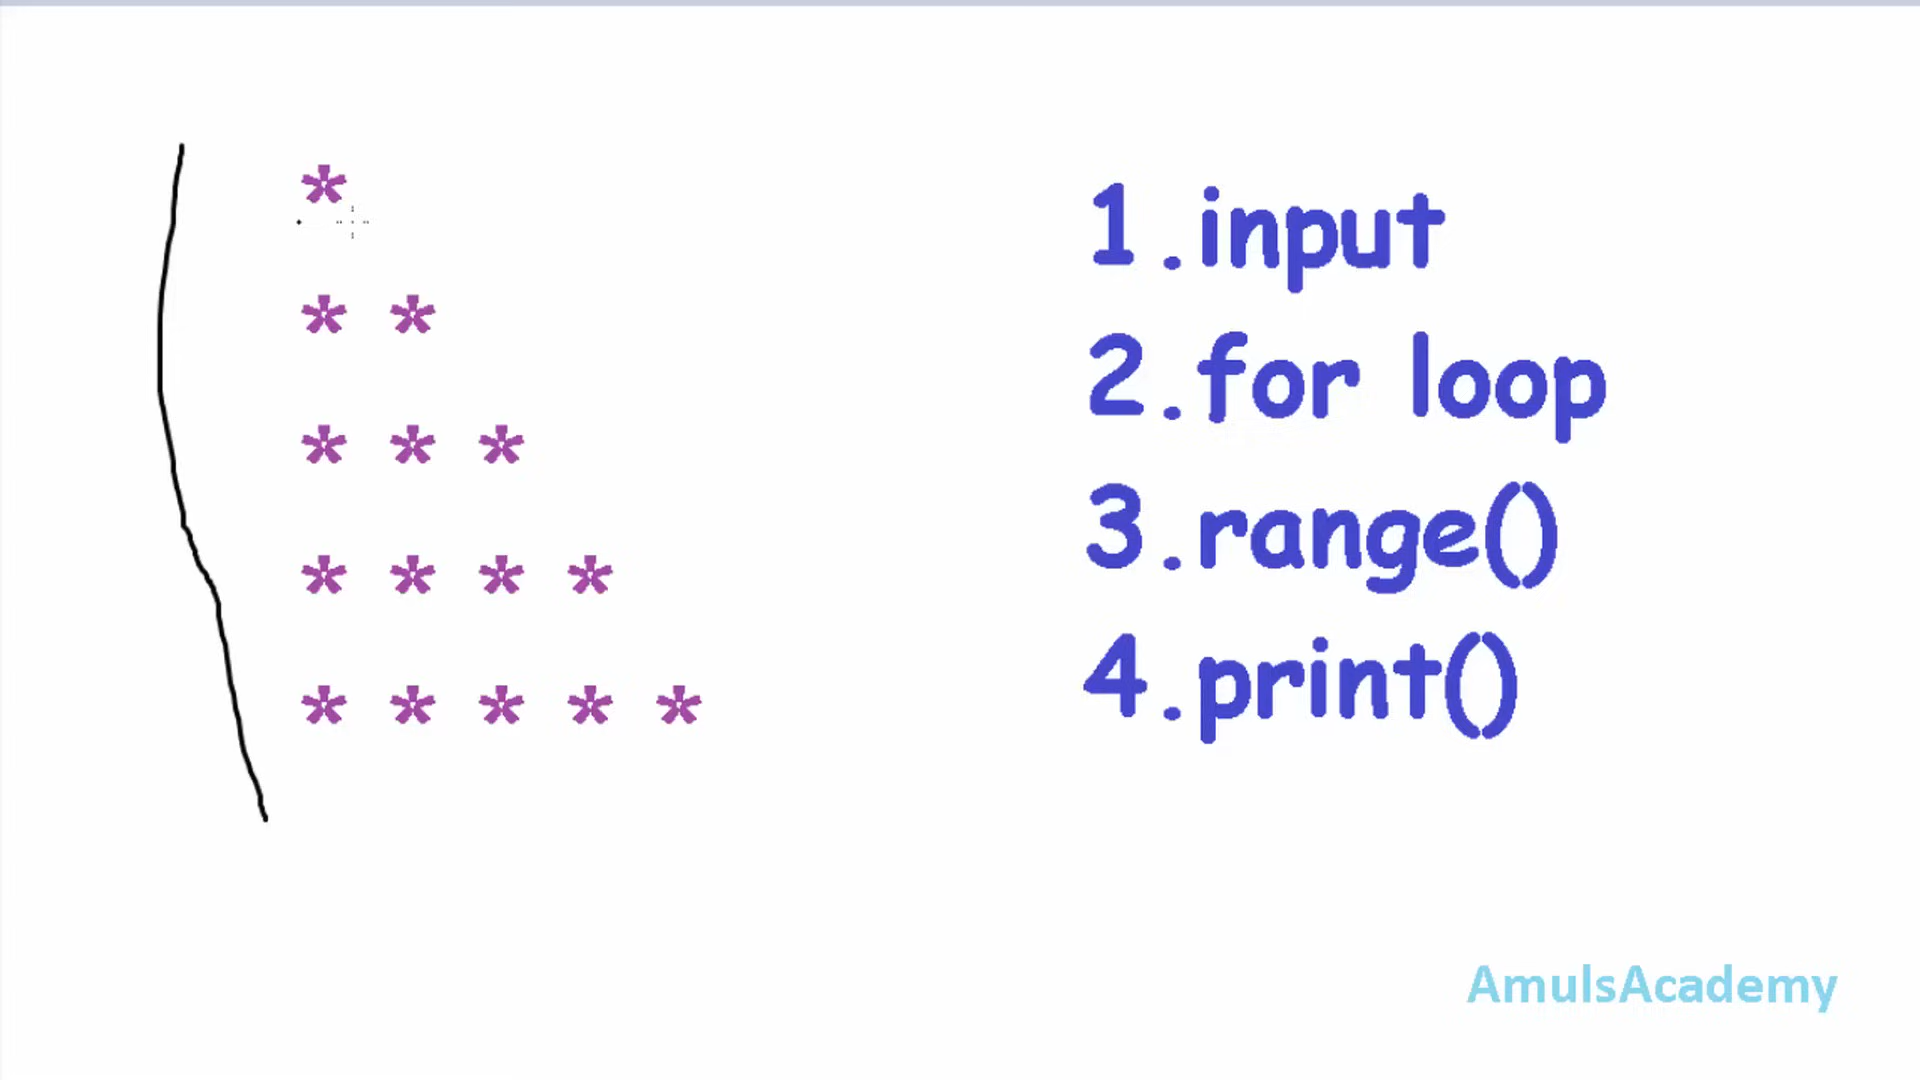 *
* *
* * *
* * * *
* * * * *
1.input
2.for loop
3.range()
4.print()
AmulsAcademy